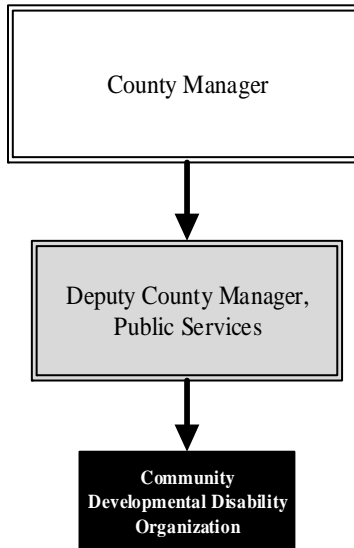 County Manager
Deputy County Manager,
Public Services
Community
Developmental Disability
Organization